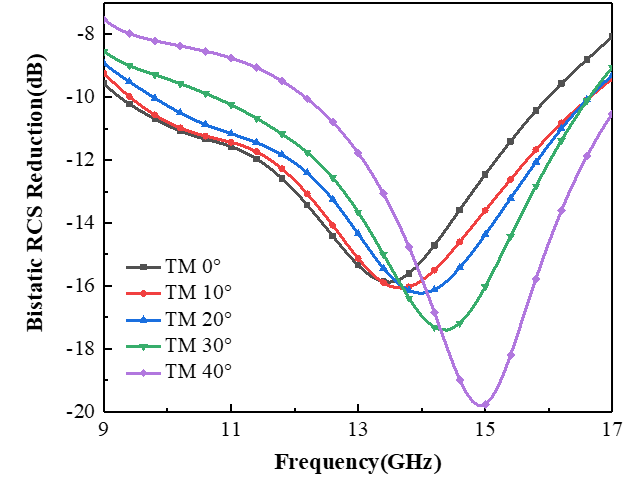 -8
-10
-12
-14
-16
-18
-20
Bistatic RCS Reduction(dB)
TM 0°
TM 10°
TM 20°
TM 30°
TM 40°
9
11
13
15
17
Frequency(GHz)